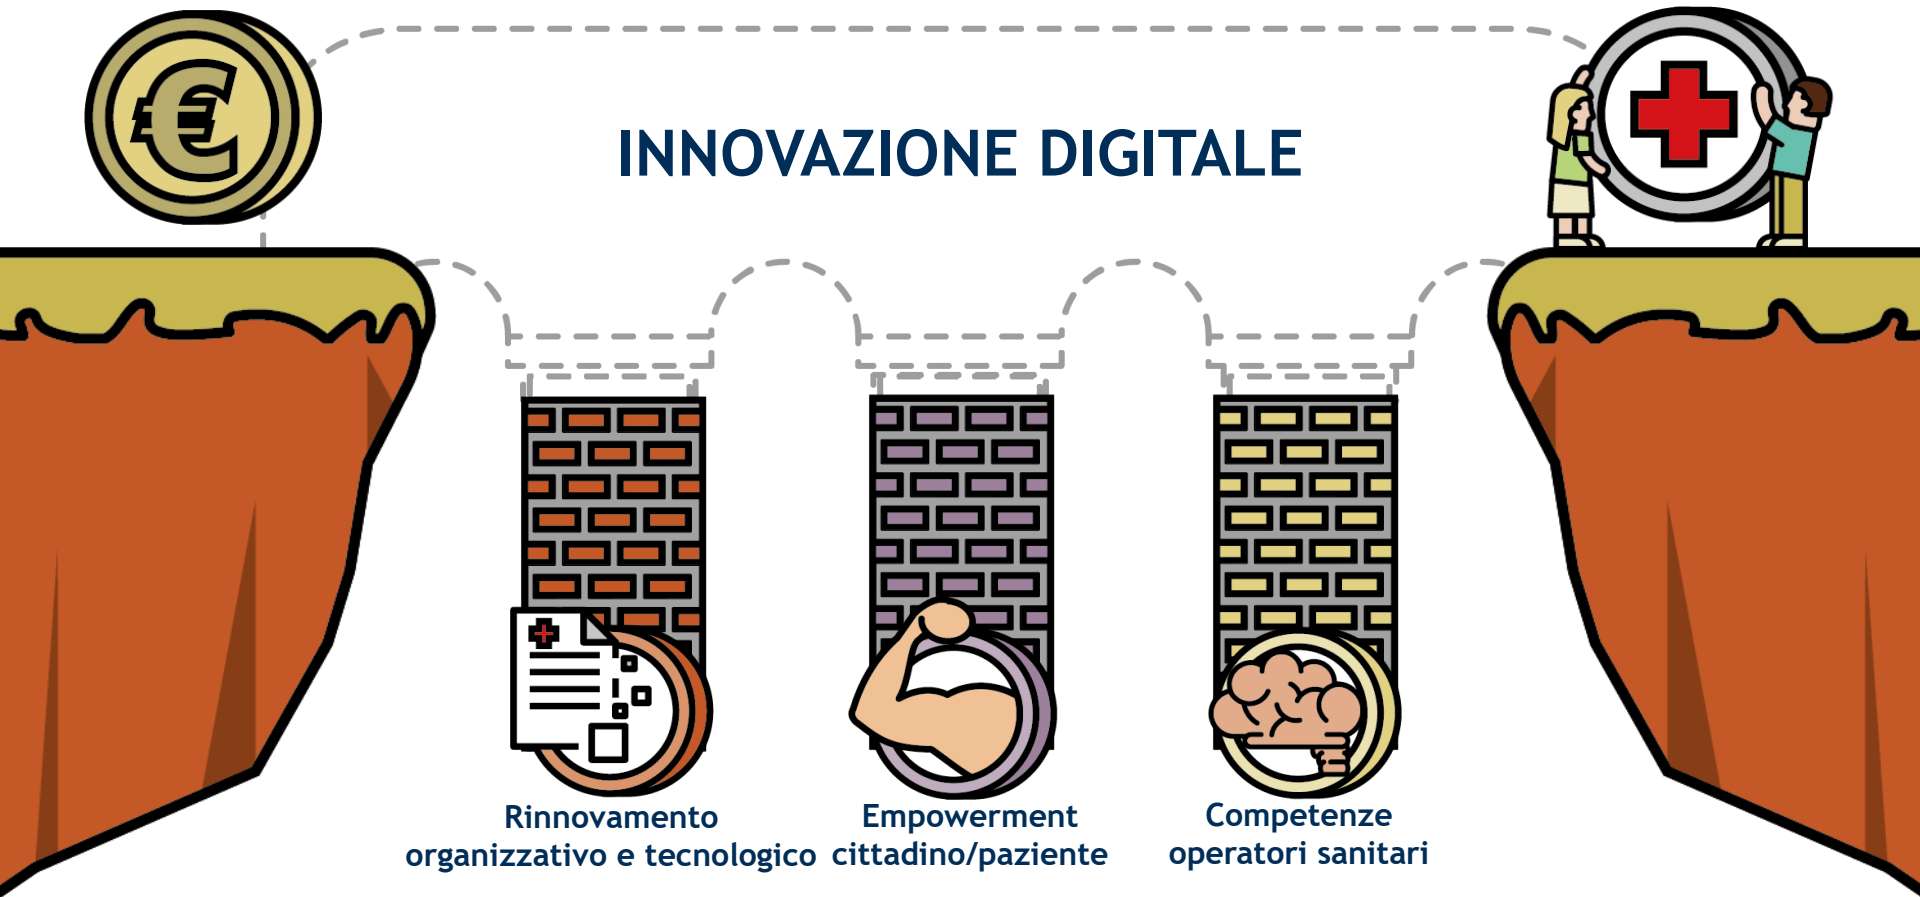 INNOVAZIONE DIGITALE
€
Rinnovamento
organizzativo e tecnologico
Empowerment
cittadino/paziente
Competenze
operatori sanitari